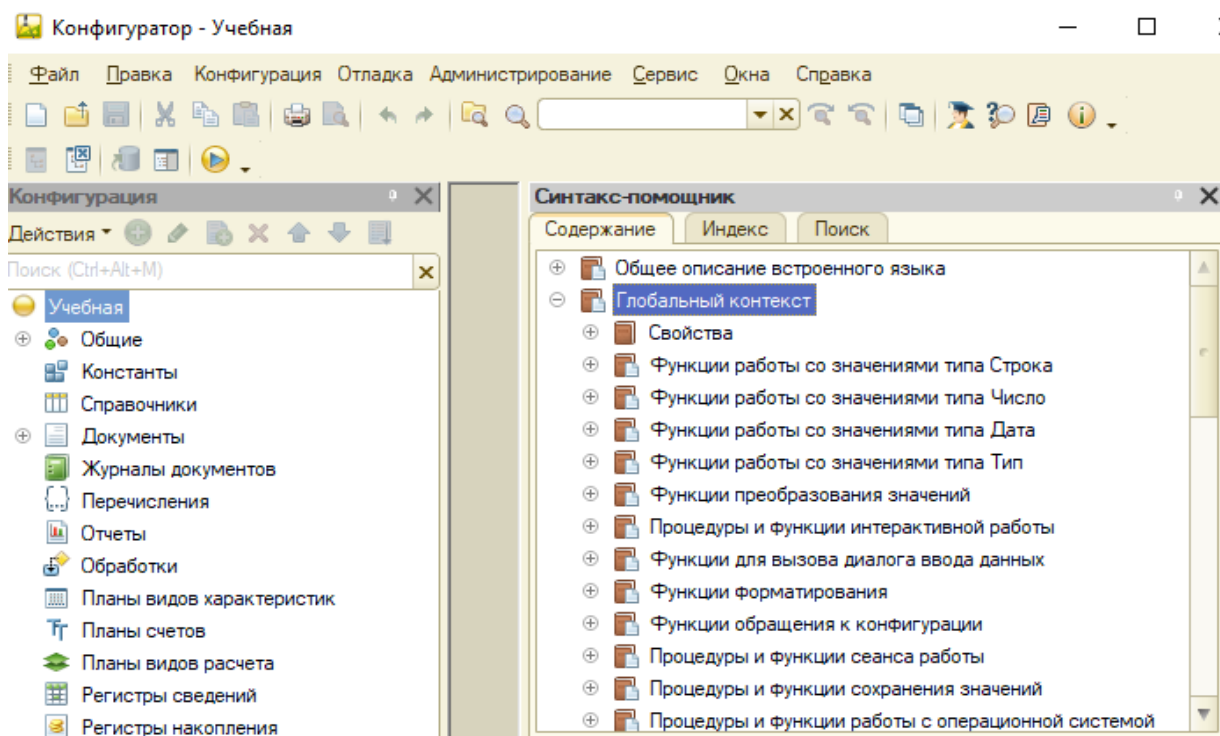 Конфигуратор - Учебная
Файл Правка Конфигурация Отладка Администрирование Сервис Окна Справка
Конфигурация
Действия
Поиск (Ctrl+Alt+M)
Учебная
Общие
Константы
Справочники
Документы
Журналы документов
Перечисления
Отчеты
Обработки
Планы видов характеристик
Планы счетов
Планы видов расчета
Регистры сведений
Регистры накопления
Синтакс-помощник
Содержание Индекс Поиск
Общее описание встроенного языка
Глобальный контекст
Свойства
Функции работы со значениями типа Строка
Функции работы со значениями типа Число
Функции работы со значениями типа Дата
Функции работы со значениями типа Тип
Функции преобразования значений
Процедуры и функции интерактивной работы
Функции для вызова диалога ввода данных
Функции форматирования
Функции обращения к конфигурации
Процедуры и функции сеанса работы
Процедуры и функции сохранения значений
Процедуры и функции работы с операционной системой